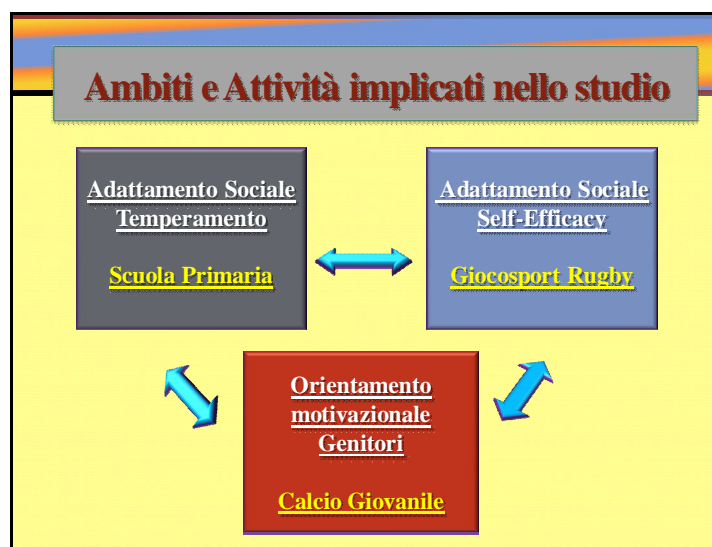 Ambiti e Attività implicati nello studio
Adattamento Sociale
Temperamento
Scuola Primaria
Adattamento Sociale
Self-Efficacy
Giocosport Rugby
Orientamento
motivazionale
Genitori
Calcio Giovanile